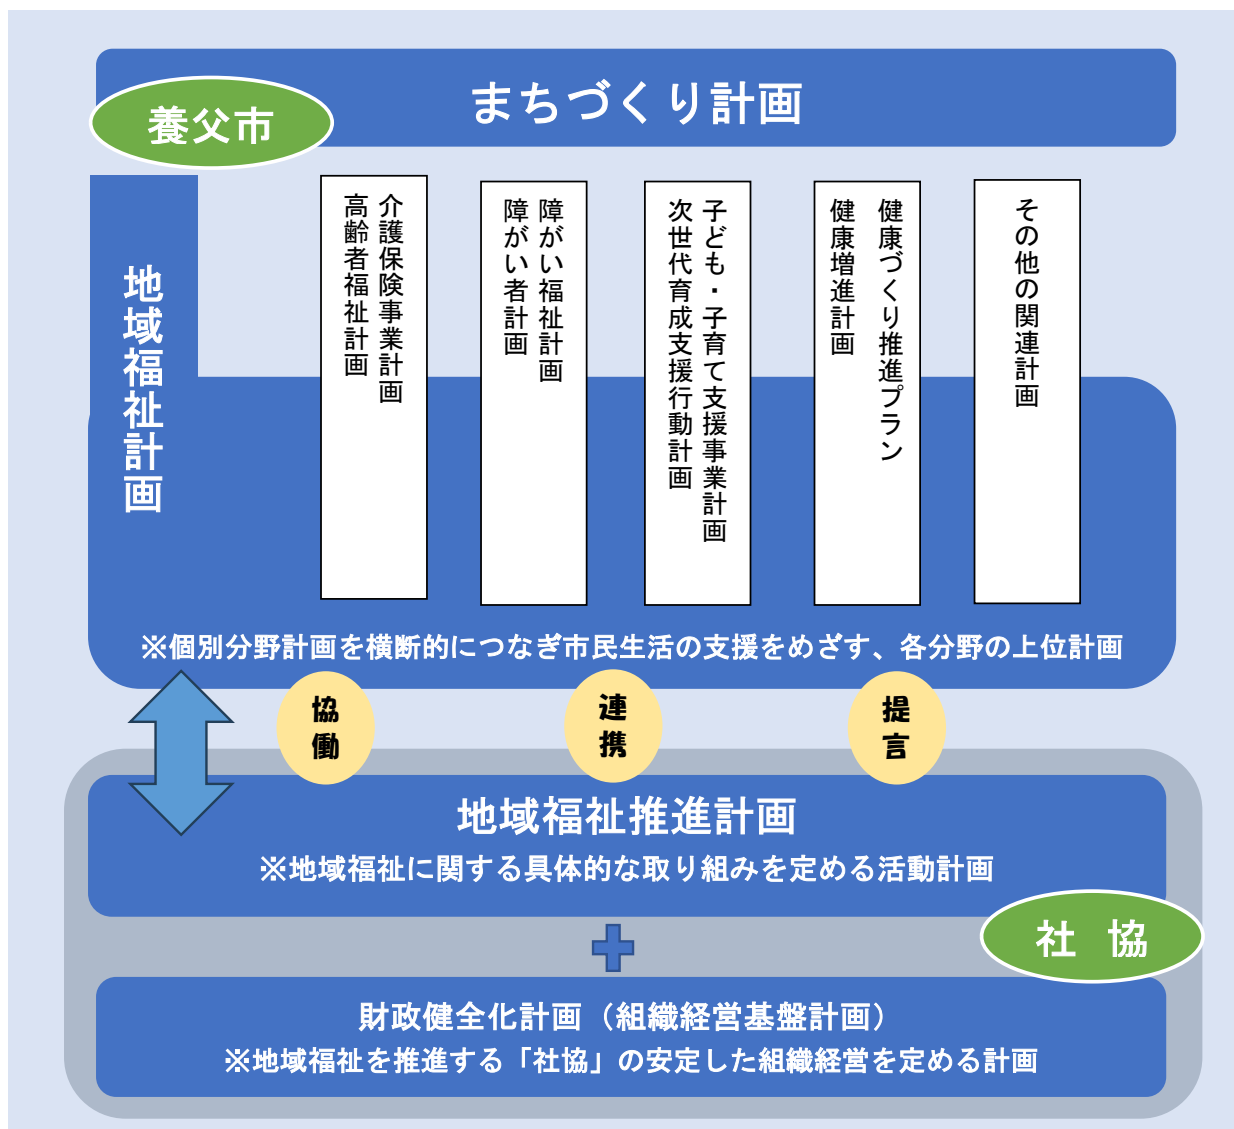 まちづくり計画
養父市
地域福祉計画
介護保険事業計画
高齢者福祉計画
障がい福祉計画
障がい者計画
子ども・子育て支援事業計画
次世代育成支援行動計画
健康づくり推進プラン
健康増進計画
その他の関連計画
※個別分野計画を横断的につなぎ市民生活の支援をめざす、各分野の上位計画
協働
連携
提言
地域福祉推進計画
※地域福祉に関する具体的な取り組みを定める活動計画
社　協
財政健全化計画（組織経営基盤計画）
※地域福祉を推進する「社協」の安定した組織経営を定める計画